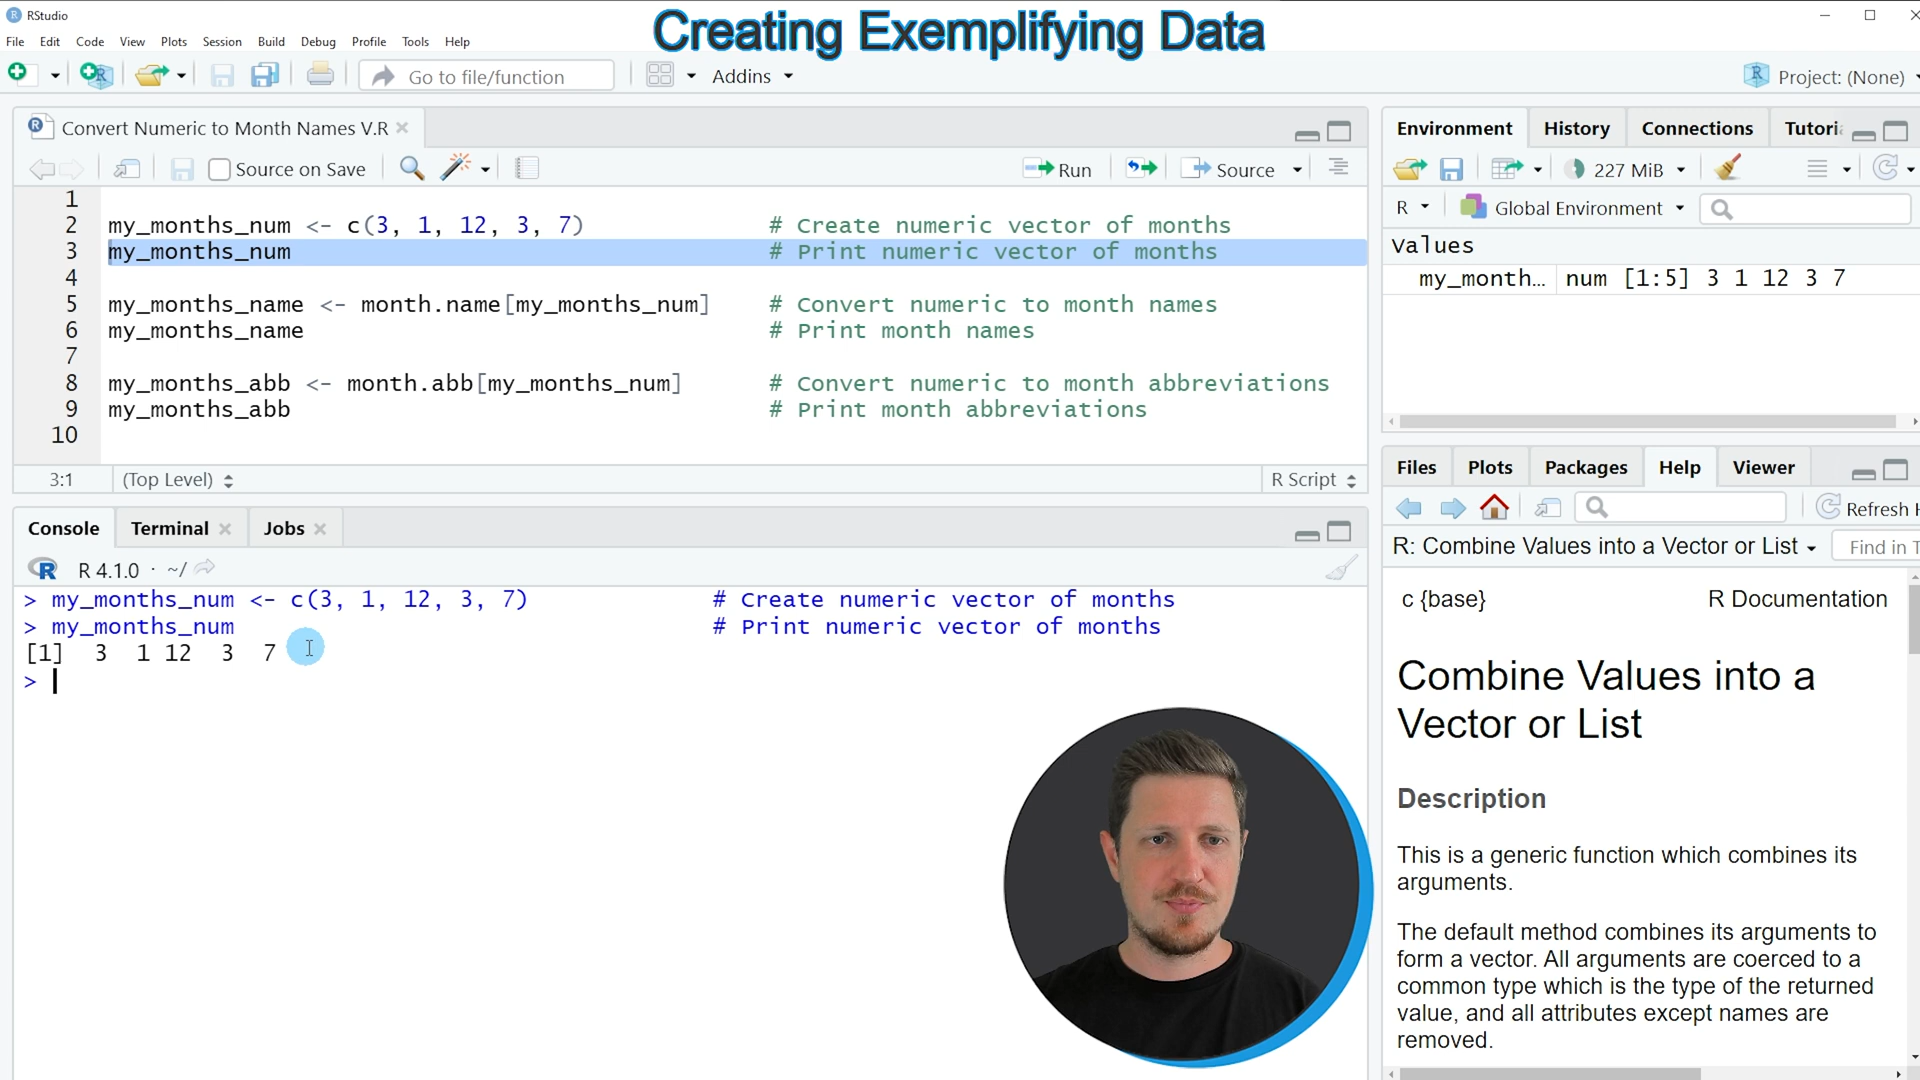 RStudio
Creating Exemplifying Data
File Edit Code View Plots Session Build Debug Profile Tools Help
Go to file/function
Addins
Project: (None)
Convert Numeric to Month Names V.R
Source on Save
Run
Source
1
2 my_months_num <- c(3, 1, 12, 3, 7) # Create numeric vector of months
3 my_months_num # Print numeric vector of months
4
5 my_months_name <- month.name[my_months_num] # Convert numeric to month names
6 my_months_name # Print month names
7
8 my_months_abb <- month.abb[my_months_num] # Convert numeric to month abbreviations
9 my_months_abb # Print month abbreviations
10
3:1 (Top Level) R Script
Console Terminal Jobs
R 4.1.0 · ~/
> my_months_num <- c(3, 1, 12, 3, 7) # Create numeric vector of months
> my_months_num # Print numeric vector of months
[1] 3 1 12 3 7
>
Environment History Connections Tutori
227 MiB
R Global Environment
Values
my_month… num [1:5] 3 1 12 3 7
Files Plots Packages Help Viewer
Refresh H
R: Combine Values into a Vector or List Find in T
c {base} R Documentation
Combine Values into a
Vector or List
Description
This is a generic function which combines its
arguments.
The default method combines its arguments to
form a vector. All arguments are coerced to a
common type which is the type of the returned
value, and all attributes except names are
removed.